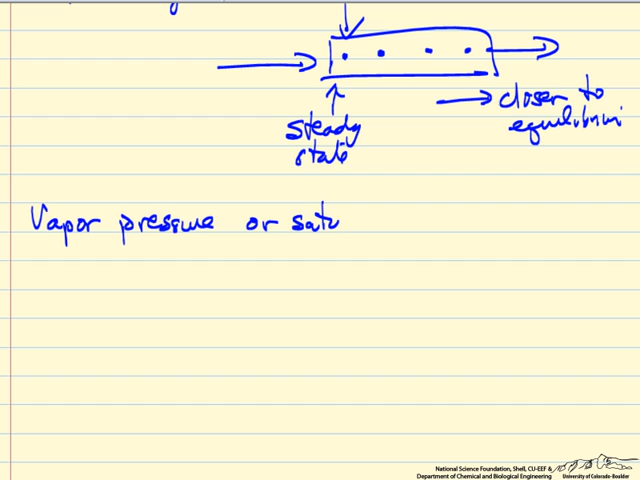 closer to
steady
equilibrium
state
Vapor pressure or satu
National Science Foundation, Shell, CU-EEF &
Department of Chemical and Biological Engineering
University of Colorado-Boulder